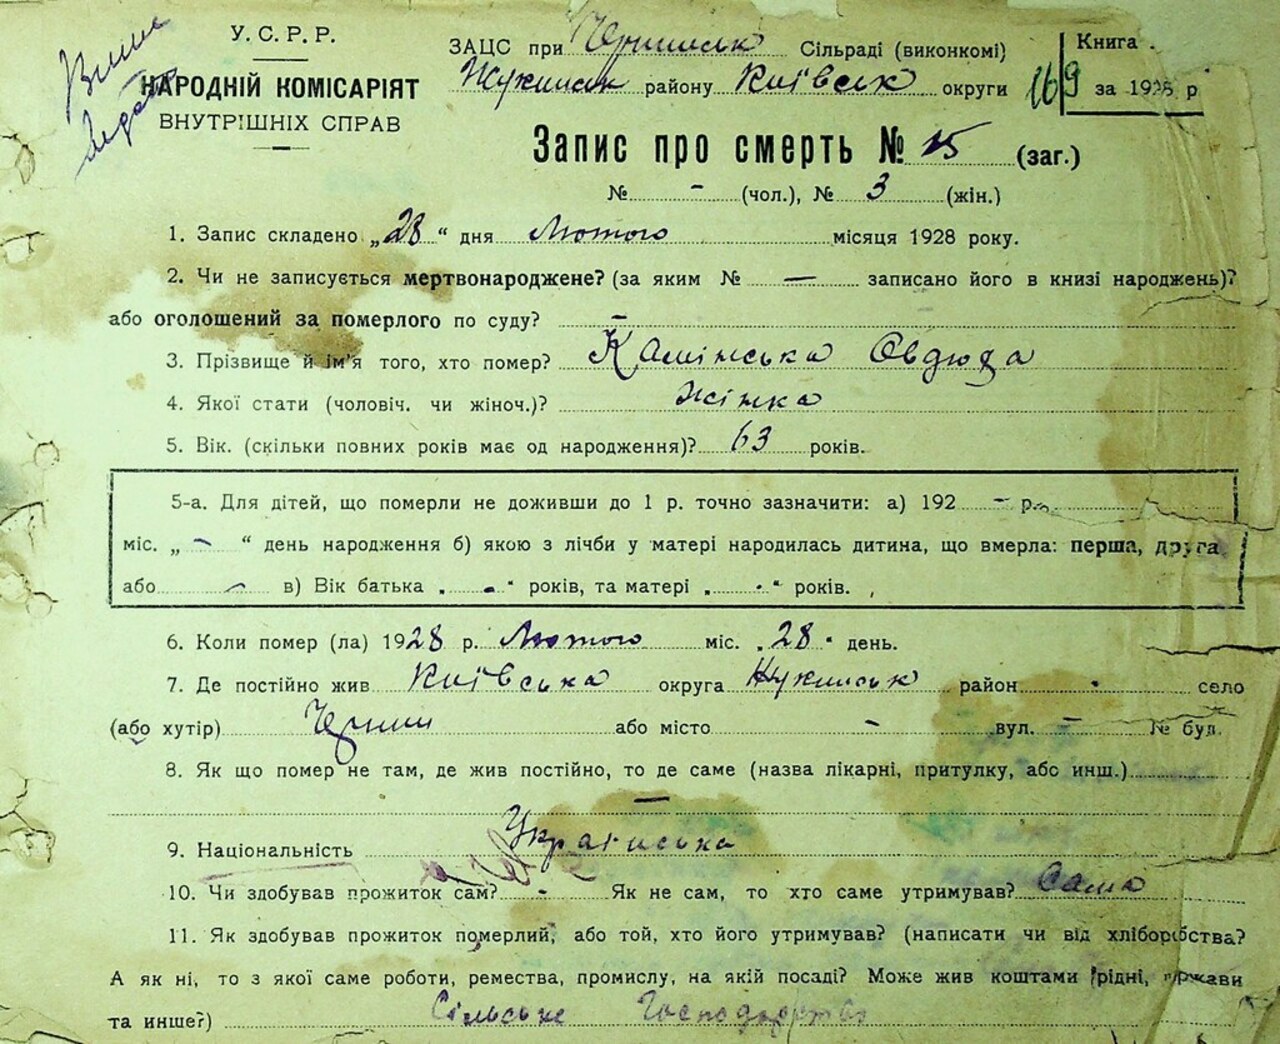 У.С.Р.Р.
НАРОДНІЙ КОМІСАРІЯТ
ВНУТРІШНІХ СПРАВ
ЗАЦС при Сільраді (виконкомі)
Жукинськ району Київськ округи
169
Книга
за 1928 р
Запис про смерть № 15 (заг.)
№ - (чол.), № 3 (жін.)
1. Запис складено „28“ дня Лютого місяця 1928 року.
2. Чи не записується мертвонароджене? (за яким № — записано його в книзі народжень)?
або оголошений за померлого по суду? –
3. Прізвище й ім'я того, хто помер? Камінська Овдюда
4. Якої стати (чоловіч. чи жіноч.)? жінка
5. Вік. (скільки повних років має од народження)? 63 років.
5-а. Для дітей, що померли не доживши до 1 р. точно зазначити: а) 192 - р.
міс. „ - “ день народження б) якою з лічби у матері народилась дитина, що вмерла: перша, друга
або - в) Вік батька . - " років, та матері . . " років.
6. Коли помер (ла) 1928 р. Лютого міс. „28" день.
7. Де постійно жив Київська округа Жукинськ район село
(або хутір) Чернин або місто - вул. – № буд.
8. Як що помер не там, де жив постійно, то де саме (назва лікарні, притулку, або инш.)
—
9. Національність Українська
10. Чи здобував прожиток сам? - Як не сам, то хто саме утримував? Сама
11. Як здобував прожиток померлий, або той, хто його утримував? (написати чи від хліборобства?
А як ні, то з якої саме роботи, ремества, промислу, на якій посаді? Може жив коштами рідні, держави
та инше?) Сільське Господарство